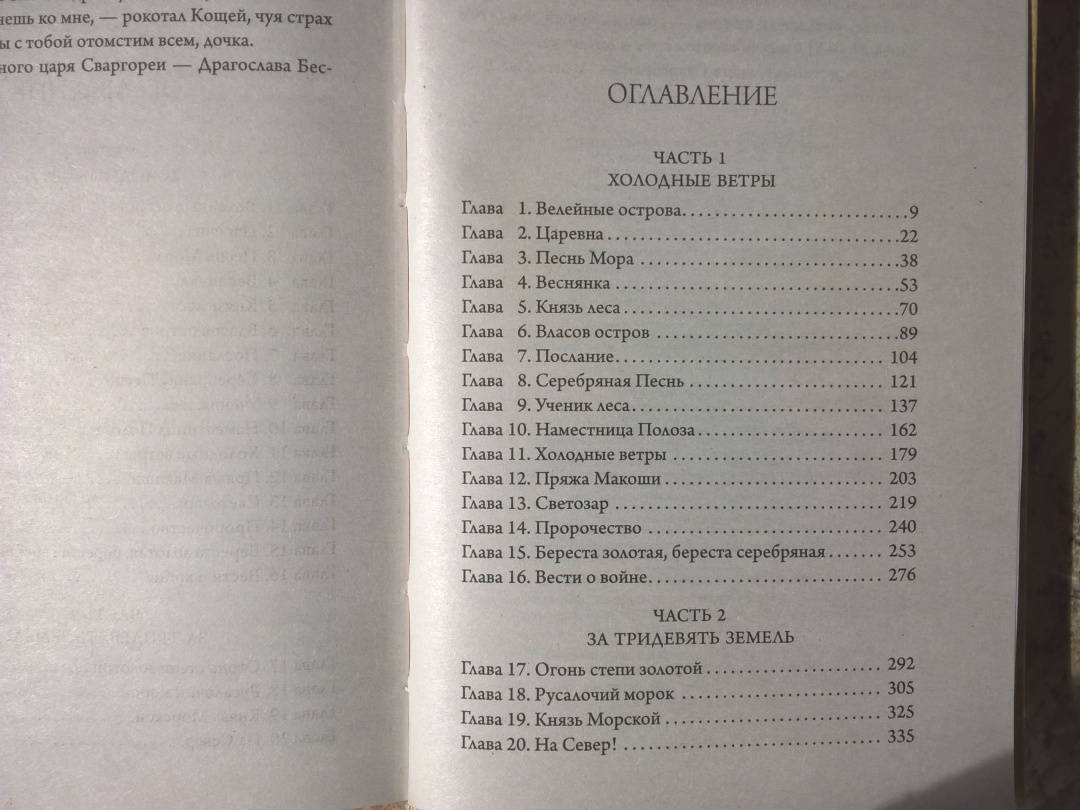 нешь ко мне, — рокотал Кощей, чуя страх
ы с тобой отомстим всем, дочка.
ного царя Сваргореи — Драгослава Бес-
ОГЛАВЛЕНИЕ
ЧАСТЬ 1
ХОЛОДНЫЕ ВЕТРЫ
Глава 1. Велейные острова. . . . . . . . . . . . . . . . . . . . . . . . . . . . .9
Глава 2. Царевна . . . . . . . . . . . . . . . . . . . . . . . . . . . . . . . . . . .22
Глава 3. Песнь Мора . . . . . . . . . . . . . . . . . . . . . . . . . . . . . . .38
Глава 4. Веснянка . . . . . . . . . . . . . . . . . . . . . . . . . . . . . . . . . .53
Глава 5. Князь леса . . . . . . . . . . . . . . . . . . . . . . . . . . . . . . . .70
Глава 6. Власов остров . . . . . . . . . . . . . . . . . . . . . . . . . . . . .89
Глава 7. Послание. . . . . . . . . . . . . . . . . . . . . . . . . . . . . . . . 104
Глава 8. Серебряная Песнь . . . . . . . . . . . . . . . . . . . . . . . . 121
Глава 9. Ученик леса. . . . . . . . . . . . . . . . . . . . . . . . . . . . . . 137
Глава 10. Наместница Полоза . . . . . . . . . . . . . . . . . . . . . . . 162
Глава 11. Холодные ветры . . . . . . . . . . . . . . . . . . . . . . . . . . 179
Глава 12. Пряжа Макоши . . . . . . . . . . . . . . . . . . . . . . . . . . . 203
Глава 13. Светозар . . . . . . . . . . . . . . . . . . . . . . . . . . . . . . . . 219
Глава 14. Пророчество . . . . . . . . . . . . . . . . . . . . . . . . . . . . 240
Глава 15. Береста золотая, береста серебряная . . . . . . . 253
Глава 16. Вести о войне. . . . . . . . . . . . . . . . . . . . . . . . . . . . 276
ЧАСТЬ 2
ЗА ТРИДЕВЯТЬ ЗЕМЕЛЬ
Глава 17. Огонь степи золотой . . . . . . . . . . . . . . . . . . . . . . 292
Глава 18. Русалочий морок . . . . . . . . . . . . . . . . . . . . . . . . . 305
Глава 19. Князь Морской . . . . . . . . . . . . . . . . . . . . . . . . . . . 325
Глава 20. На Север! . . . . . . . . . . . . . . . . . . . . . . . . . . . . . . . 335